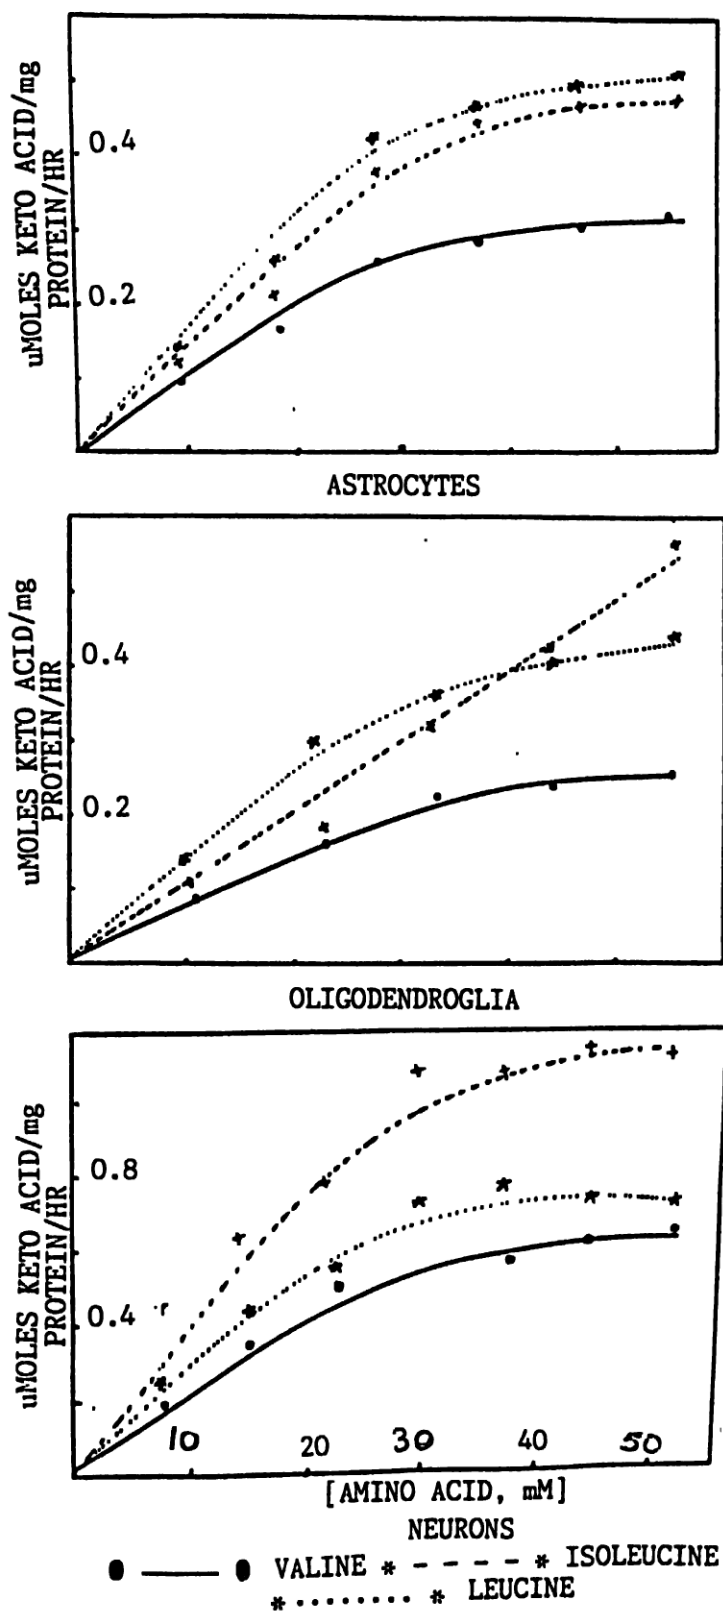 uMOLES KETO ACID/mg
PROTEIN/HR
0.4
0.2
ASTROCYTES
uMOLES KETO ACID/mg
PROTEIN/HR
0.4
0.2
OLIGODENDROGLIA
uMOLES KETO ACID/mg
PROTEIN/HR
0.8
0.4
10 20 30 40 50
[AMINO ACID, mM]
NEURONS
VALINE * - - - - * ISOLEUCINE
* ...... * LEUCINE